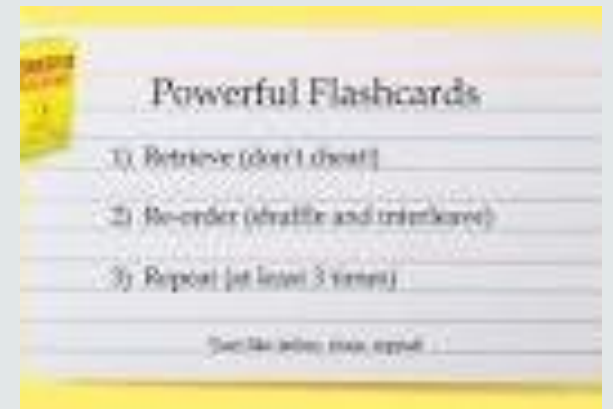 Powerful Flashcards
1) Retrieve (don't cheat!)
2) Re-order (shuffle and interleave)
3) Repeat (at least 3 times)